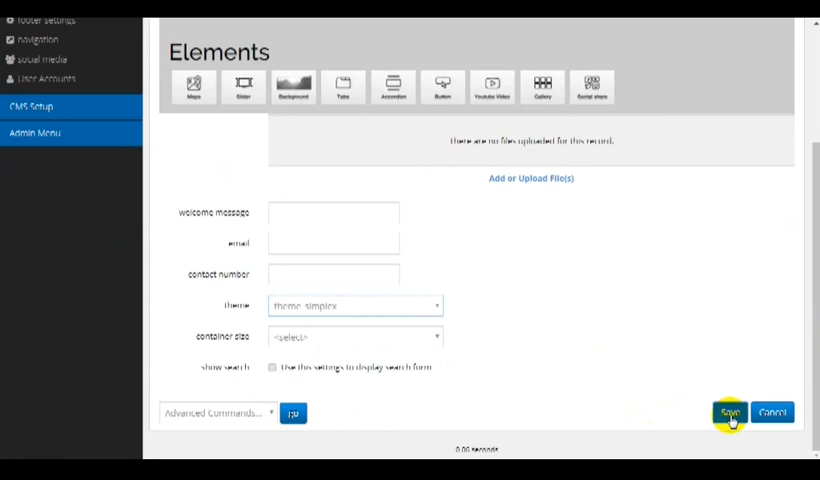 footer settings
navigation
social media
User Accounts
CMS Setup
Admin Menu
Elements
Maps
Slider
Background
Tabs
Accordion
Button
Youtube Video
Gallery
Social share
There are no files uploaded for this record.
Add or Upload File(s)
welcome message
email
contact number
theme
theme simplex
container size
<select>
show search
Use this settings to display search form
Advanced Commands...
go
Save
Cancel
0.06 seconds